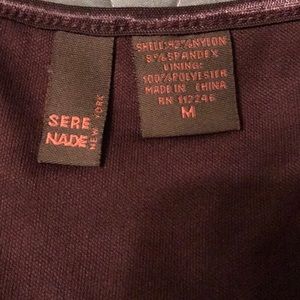 SERE
NADE
NEW YORK
SHELL:92%NYLON
8%SPANDEX
LINING:
100%POLYESTER
MADE IN CHINA
RN 112246
M